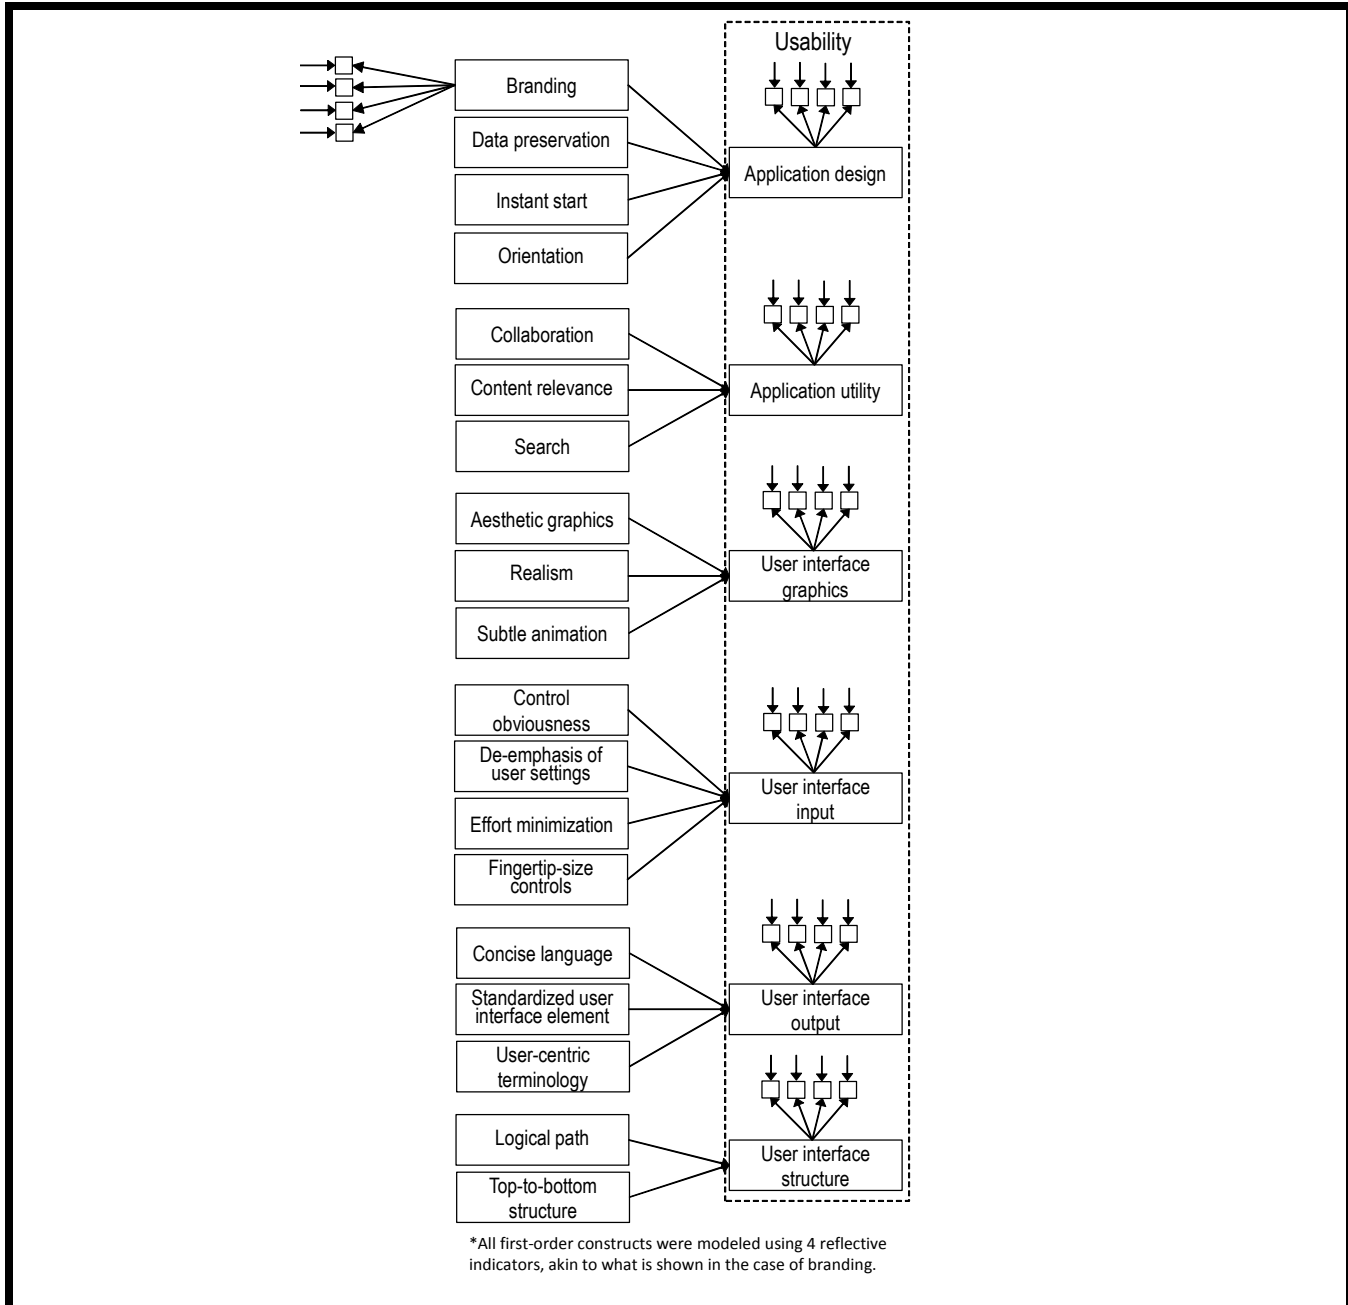 Usability
Branding
Data preservation
Instant start
Orientation
Application design
Collaboration
Content relevance
Search
Application utility
Aesthetic graphics
Realism
Subtle animation
User interface
graphics
Control
obviousness
De-emphasis of
user settings
Effort minimization
Fingertip-size
controls
User interface
input
Concise language
Standardized user
interface element
User-centric
terminology
User interface
output
Logical path
Top-to-bottom
structure
User interface
structure
*All first-order constructs were modeled using 4 reflective
indicators, akin to what is shown in the case of branding.